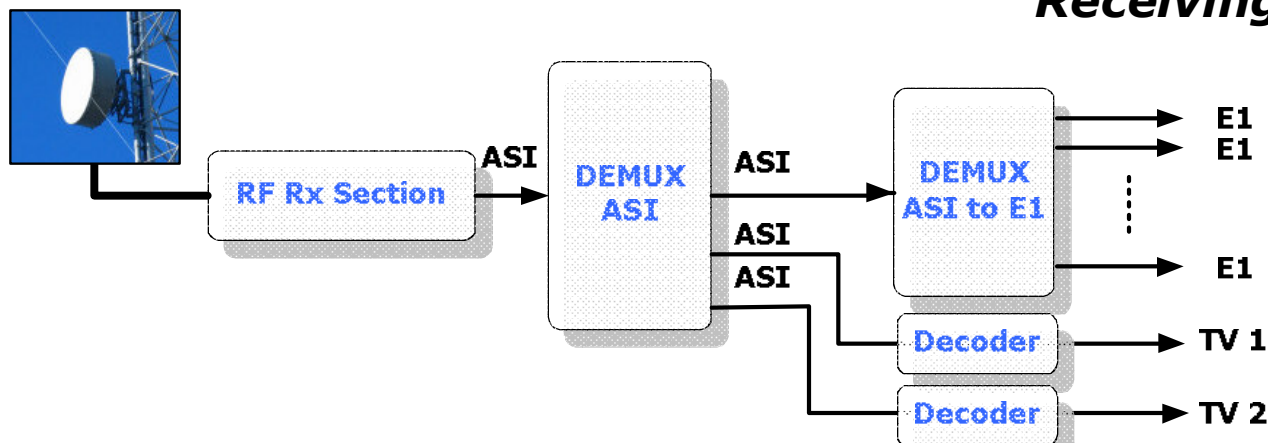 Receiving
RF Rx Section
ASI
DEMUX
ASI
ASI
ASI
ASI
DEMUX
ASI to E1
E1
E1
E1
Decoder
TV 1
Decoder
TV 2